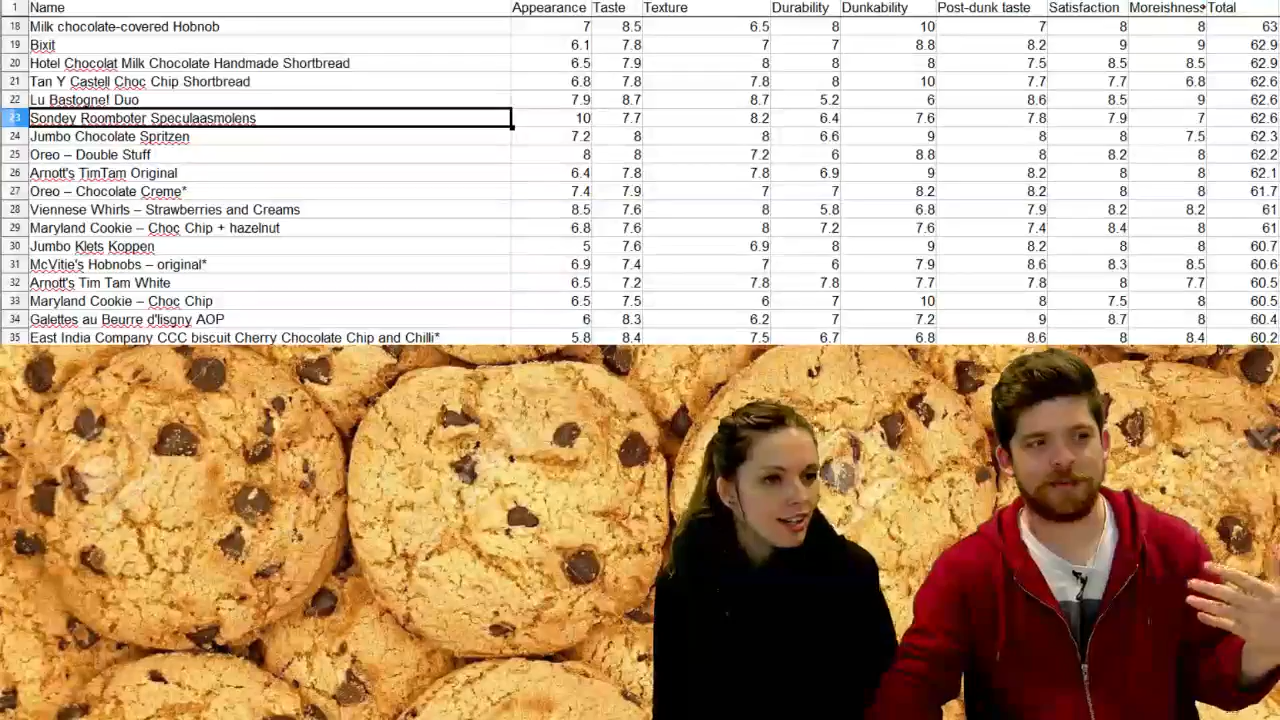 1 Name Appearance Taste Texture Durability Dunkability Post-dunk taste Satisfaction Moreishnes Total
18 Milk chocolate-covered Hobnob 7 8.5 6.5 8 10 7 8 8 63
19 Bixit 6.1 7.8 7 7 8.8 8.2 9 9 62.9
20 Hotel Chocolat Milk Chocolate Handmade Shortbread 6.5 7.9 8 8 8 7.5 8.5 8.5 62.9
21 Tan Y Castell Choc Chip Shortbread 6.8 7.8 7.8 8 10 7.7 7.7 6.8 62.6
22 Lu Bastogne! Duo 7.9 8.7 8.7 5.2 6 8.6 8.5 9 62.6
23 Sondey Roomboter Speculaasmolens 10 7.7 8.2 6.4 7.6 7.8 7.9 7 62.6
24 Jumbo Chocolate Spritzen 7.2 8 8 6.6 9 8 8 7.5 62.3
25 Oreo – Double Stuff 8 8 7.2 6 8.8 8 8.2 8 62.2
26 Arnott's TimTam Original 6.4 7.8 7.8 6.9 9 8.2 8 8 62.1
27 Oreo – Chocolate Creme* 7.4 7.9 7 7 8.2 8.2 8 8 61.7
28 Viennese Whirls – Strawberries and Creams 8.5 7.6 8 5.8 6.8 7.9 8.2 8.2 61
29 Maryland Cookie – Choc Chip + hazelnut 6.8 7.6 8 7.2 7.6 7.4 8.4 8 61
30 Jumbo Klets Koppen 5 7.6 6.9 8 9 8.2 8 8 60.7
31 McVitie's Hobnobs – original* 6.9 7.4 7 6 7.9 8.6 8.3 8.5 60.6
32 Arnott's Tim Tam White 6.5 7.2 7.8 7.8 7.7 7.8 8 7.7 60.5
33 Maryland Cookie – Choc Chip 6.5 7.5 6 7 10 8 7.5 8 60.5
34 Galettes au Beurre d'lisgny AOP 6 8.3 6.2 7 7.2 9 8.7 8 60.4
35 East India Company CCC biscuit Cherry Chocolate Chip and Chilli* 5.8 8.4 7.5 6.7 6.8 8.6 8 8.4 60.2